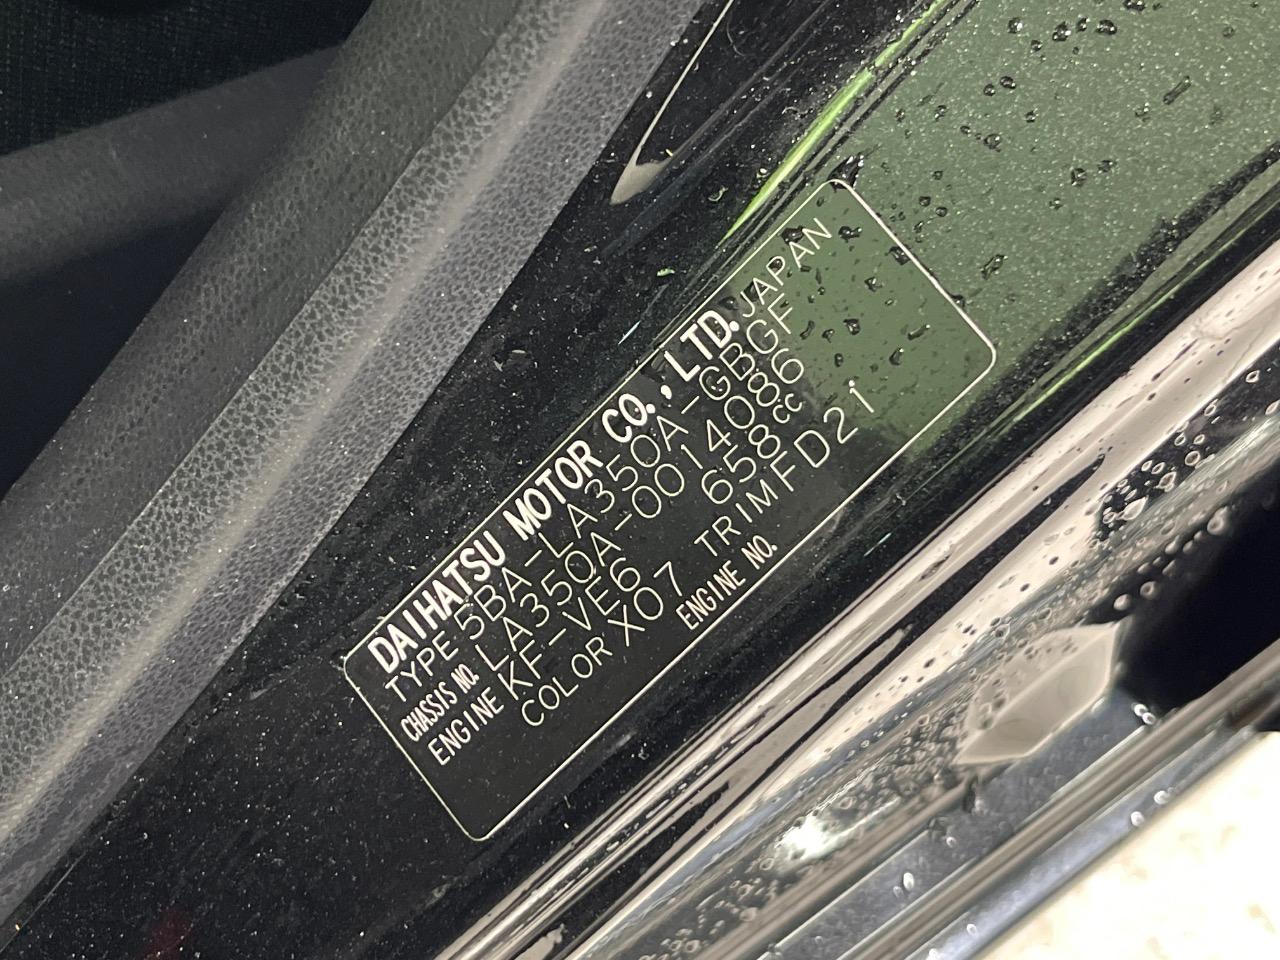 DAIHATSU MOTOR CO.,LTD. JAPAN
TYPE 5BA-LA350A-GBGF
CHASSIS NO. LA350A-0014086
ENGINE KF-VE6 658cc
COLOR X07 TRIM FD21
ENGINE NO.